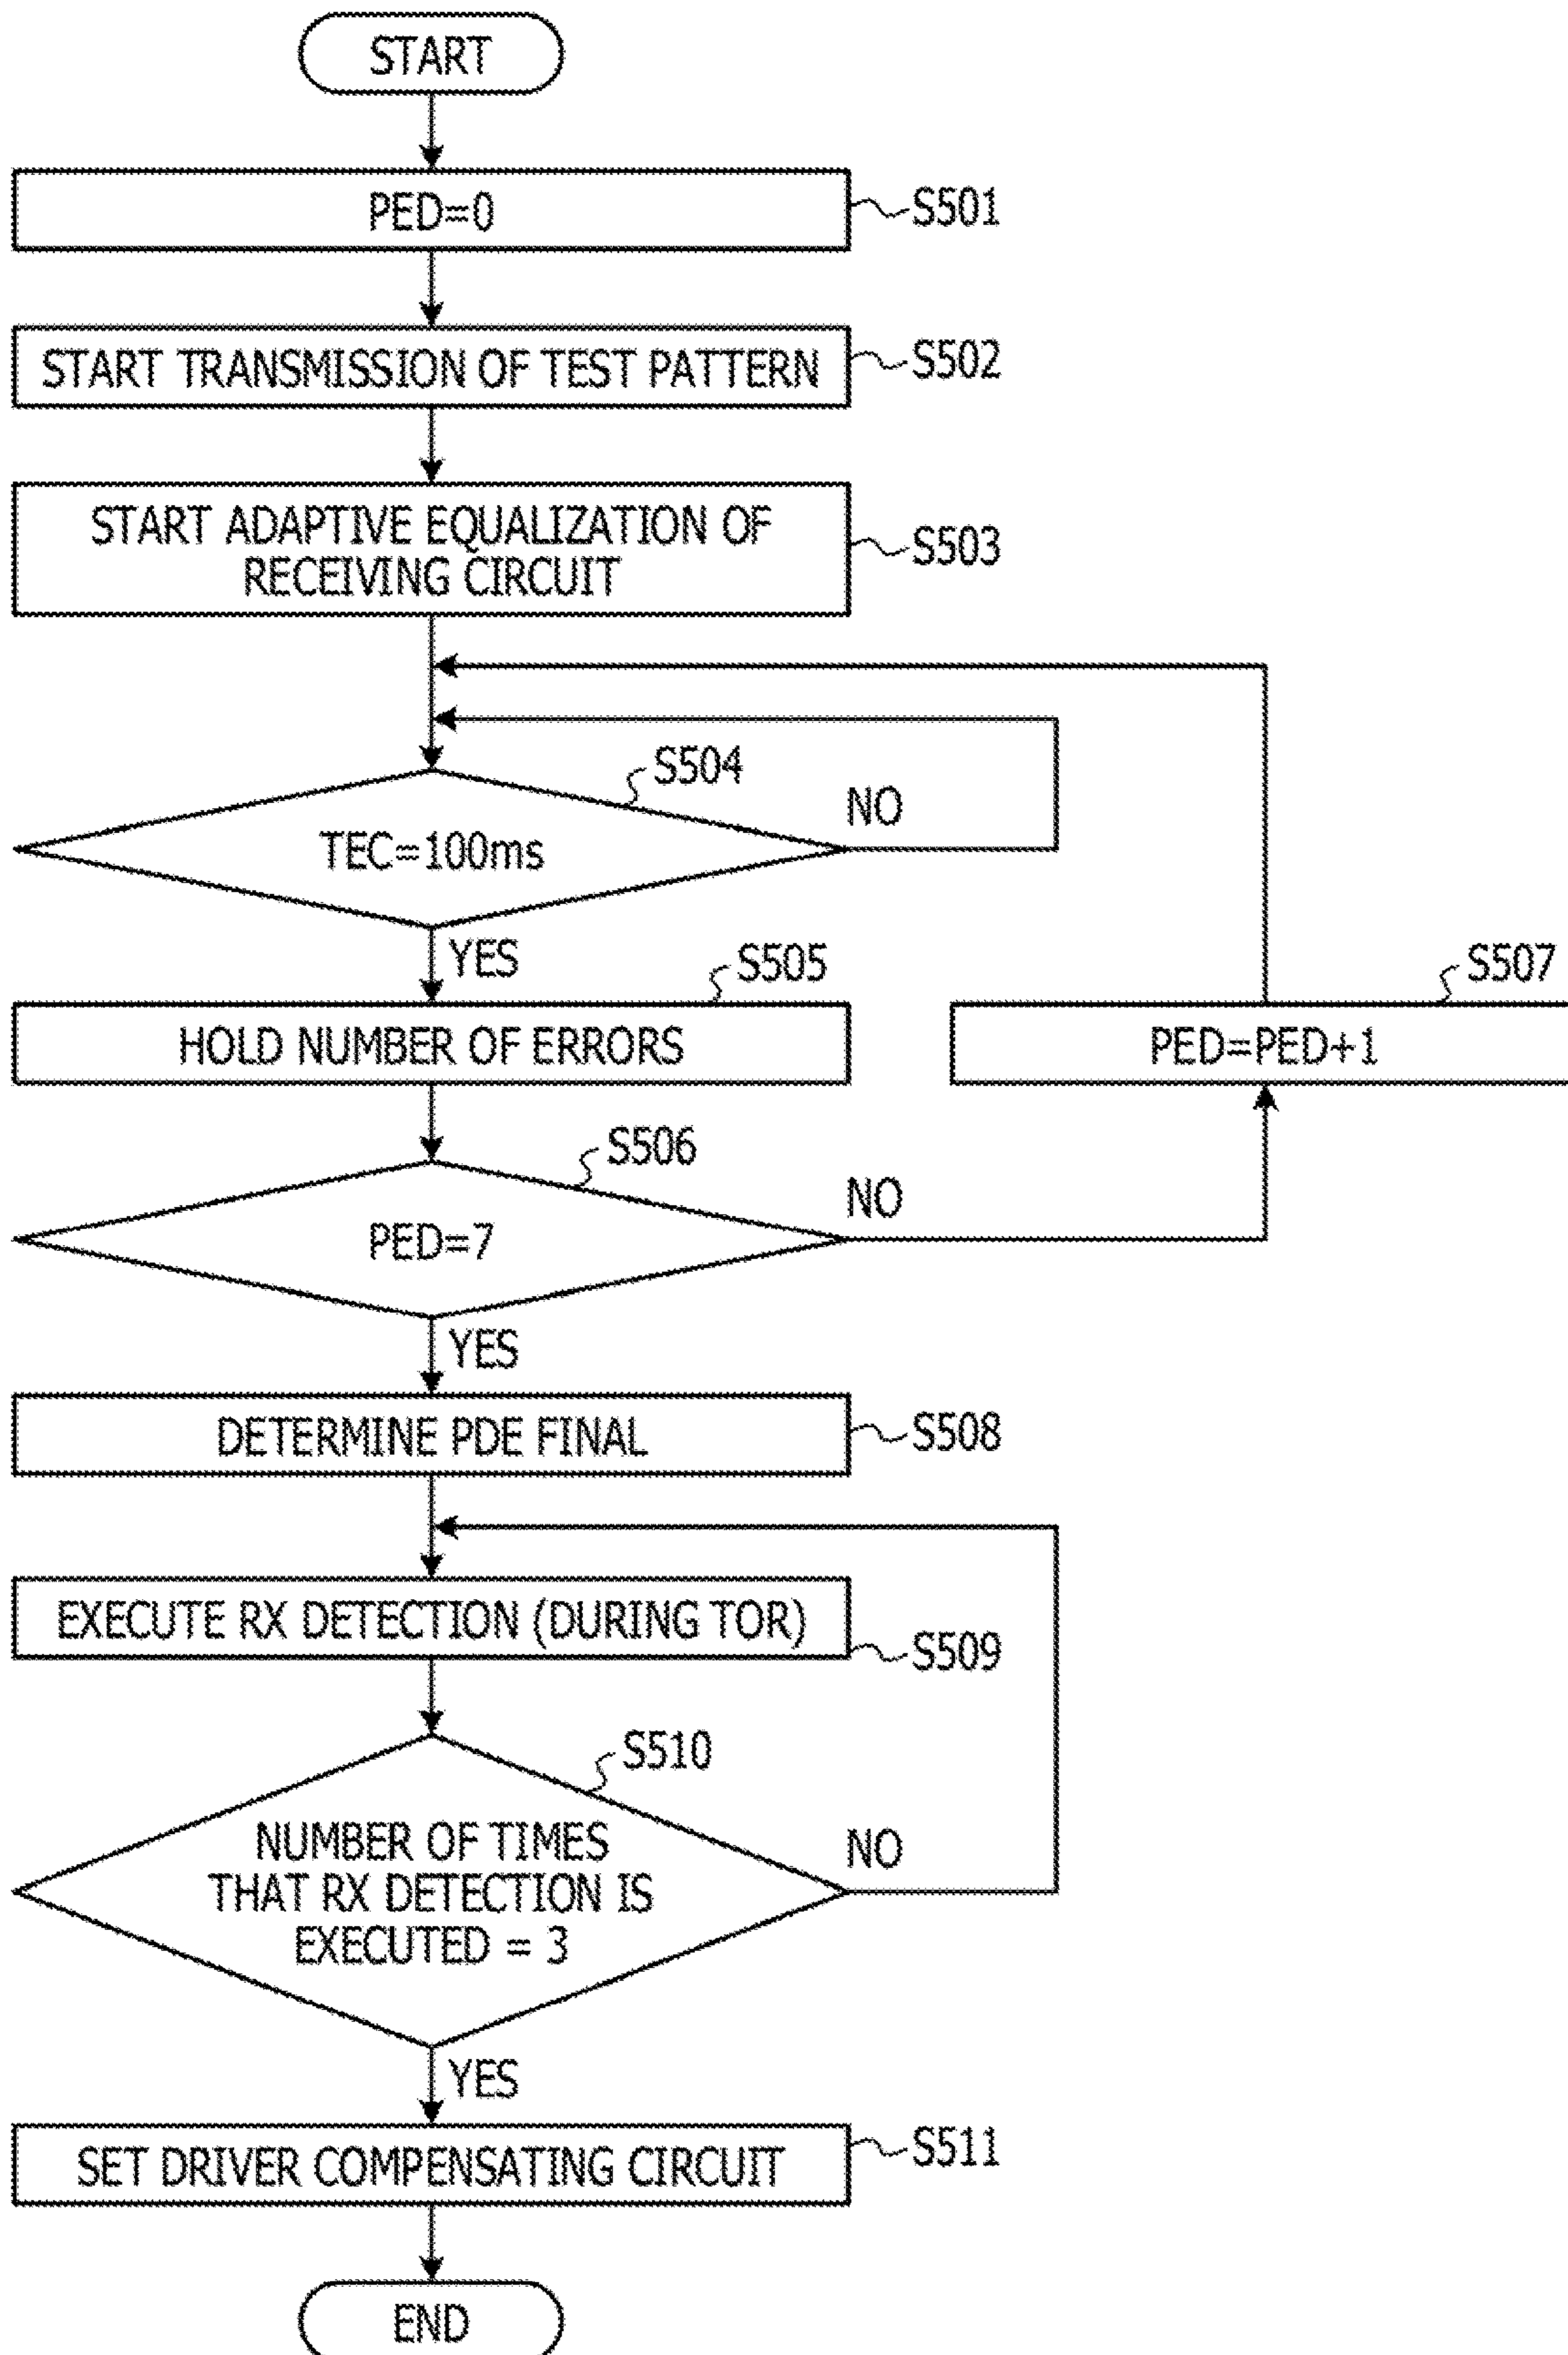 START
PED=0
S501
START TRANSMISSION OF TEST PATTERN
S502
START ADAPTIVE EQUALIZATION OF
RECEIVING CIRCUIT
S503
S504
TEC=100ms
NO
YES
S505
HOLD NUMBER OF ERRORS
S507
PED=PED+1
S506
PED=7
NO
YES
DETERMINE PDE FINAL
S508
EXECUTE RX DETECTION (DURING TOR)
S509
S510
NUMBER OF TIMES
THAT RX DETECTION IS
EXECUTED = 3
NO
YES
SET DRIVER COMPENSATING CIRCUIT
S511
END